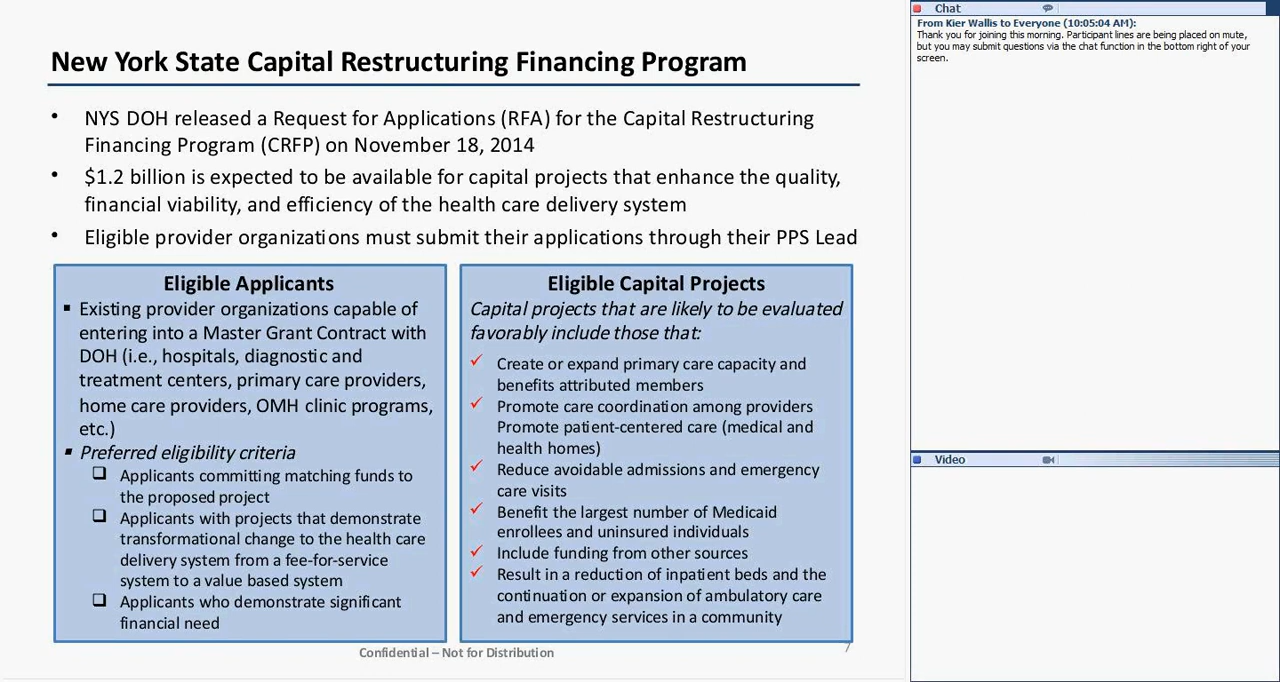 New York State Capital Restructuring Financing Program
• NYS DOH released a Request for Applications (RFA) for the Capital Restructuring
Financing Program (CRFP) on November 18, 2014
• $1.2 billion is expected to be available for capital projects that enhance the quality,
financial viability, and efficiency of the health care delivery system
• Eligible provider organizations must submit their applications through their PPS Lead
Eligible Applicants
▪ Existing provider organizations capable of
entering into a Master Grant Contract with
DOH (i.e., hospitals, diagnostic and
treatment centers, primary care providers,
home care providers, OMH clinic programs,
etc.)
▪ Preferred eligibility criteria
❑ Applicants committing matching funds to
the proposed project
❑ Applicants with projects that demonstrate
transformational change to the health care
delivery system from a fee-for-service
system to a value based system
❑ Applicants who demonstrate significant
financial need
Eligible Capital Projects
Capital projects that are likely to be evaluated
favorably include those that:
✓ Create or expand primary care capacity and
benefits attributed members
✓ Promote care coordination among providers
Promote patient-centered care (medical and
health homes)
✓ Reduce avoidable admissions and emergency
care visits
✓ Benefit the largest number of Medicaid
enrollees and uninsured individuals
✓ Include funding from other sources
✓ Result in a reduction of inpatient beds and the
continuation or expansion of ambulatory care
and emergency services in a community
Confidential – Not for Distribution
7
Chat
From Kier Wallis to Everyone (10:05:04 AM):
Thank you for joining this morning. Participant lines are being placed on mute,
but you may submit questions via the chat function in the bottom right of your
screen.
Video